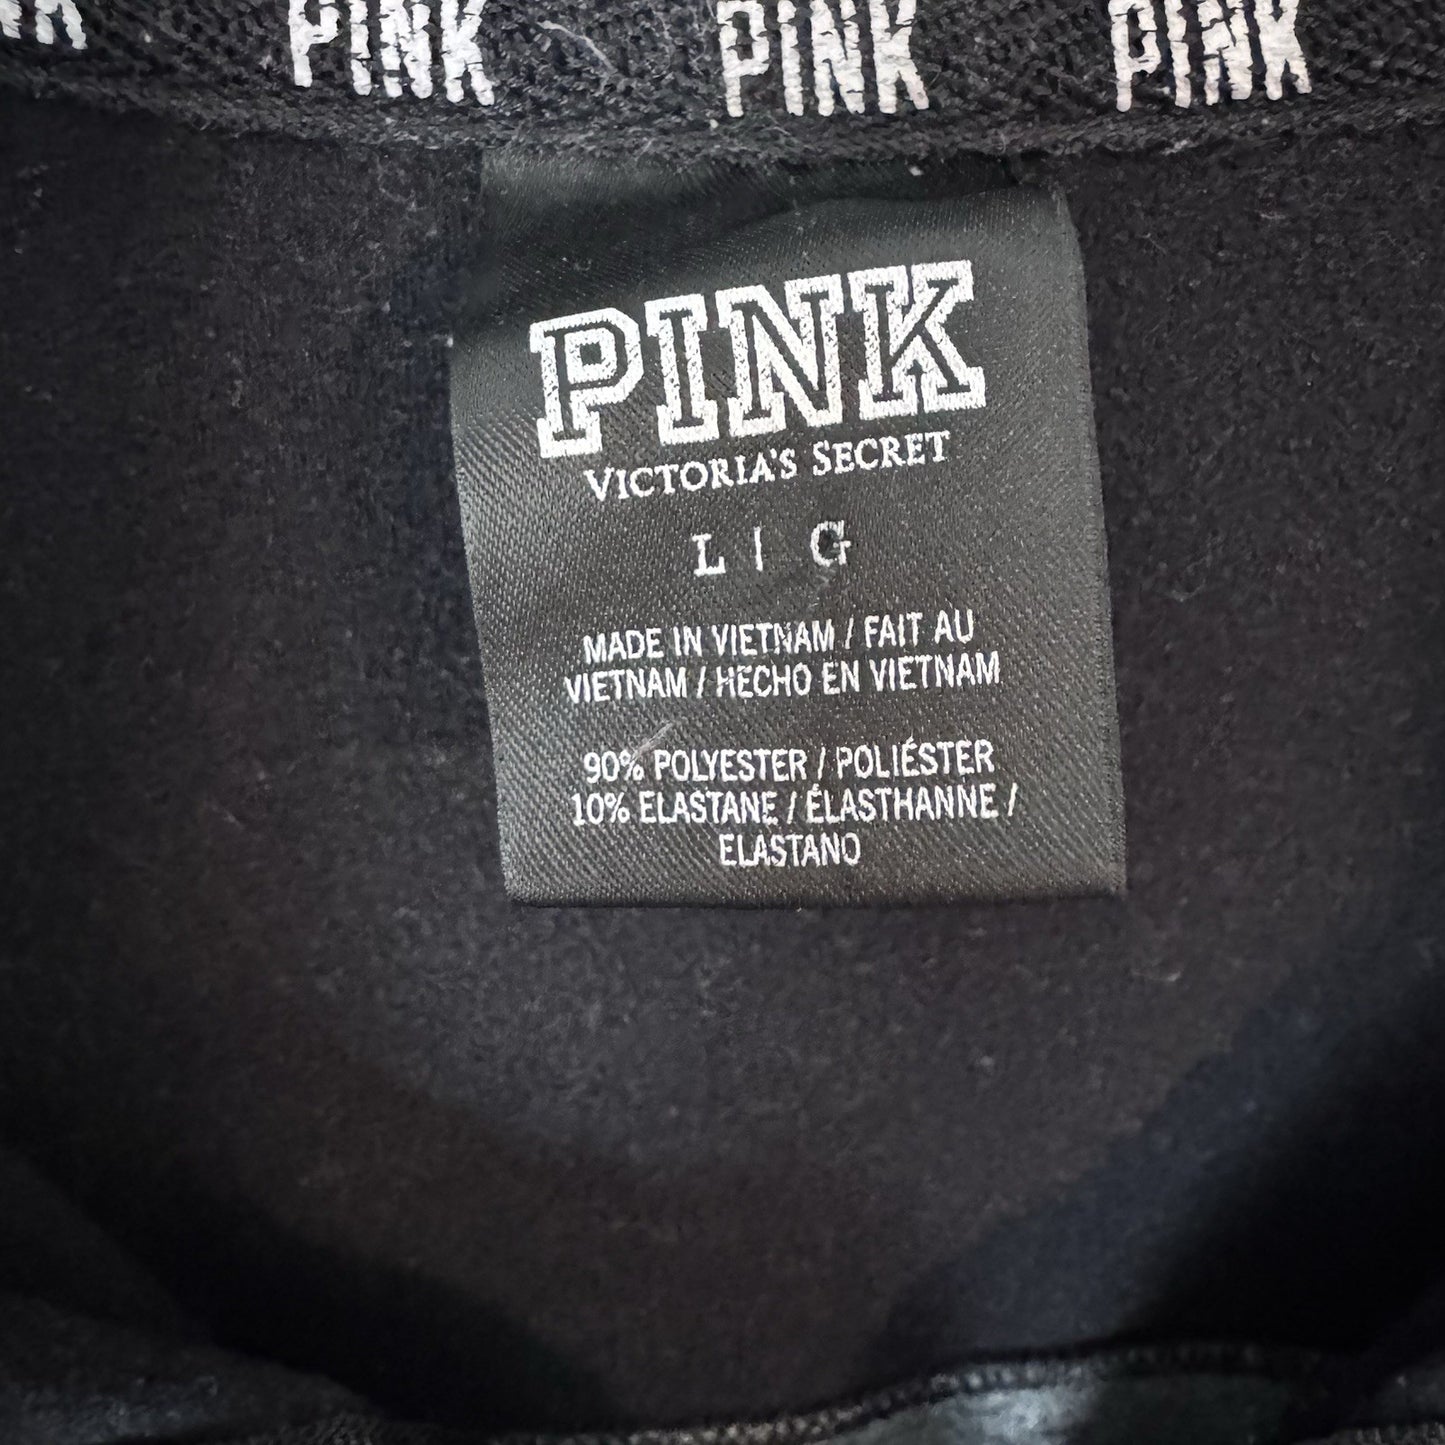 PINK PINK PINK
PINK
VICTORIA'S SECRET
L | G
MADE IN VIETNAM / FAIT AU
VIETNAM / HECHO EN VIETNAM
90% POLYESTER / POLIÉSTER
10% ELASTANE / ÉLASTHANNE /
ELASTANO